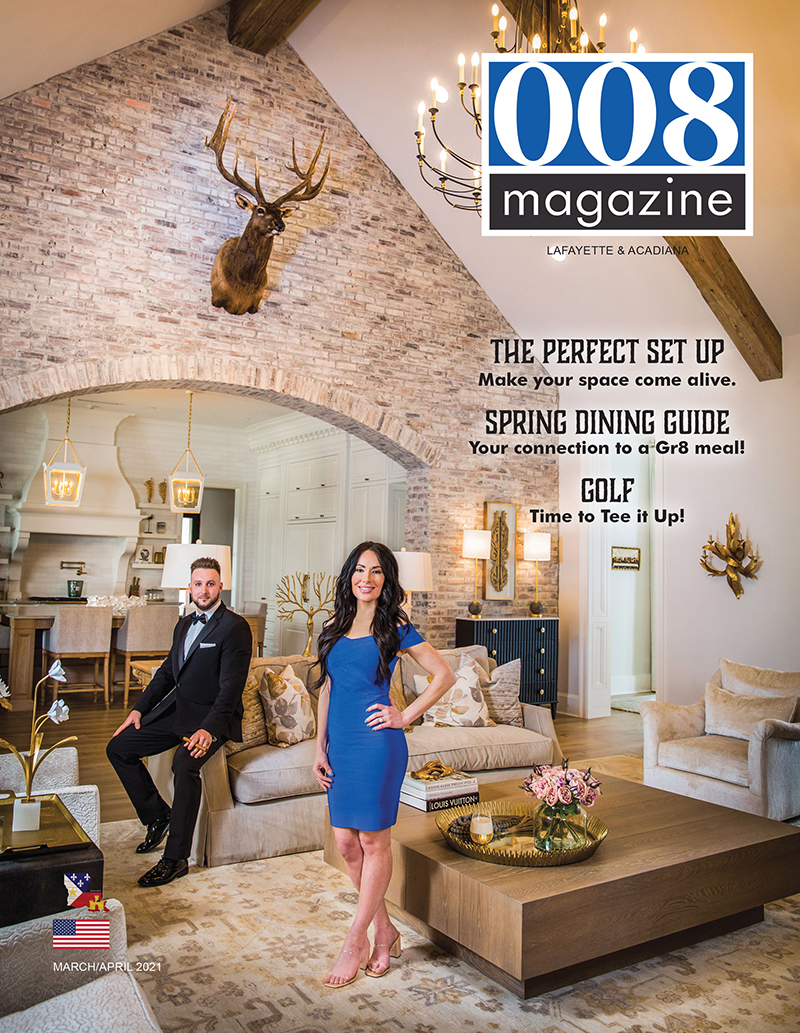 008
magazine
LAFAYETTE & ACADIANA
THE PERFECT SET UP
Make your space come alive.
SPRING DINING GUIDE
Your connection to a Gr8 meal!
GOLF
Time to Tee it Up!
LOUIS VUITTON
MARCH/APRIL 2021